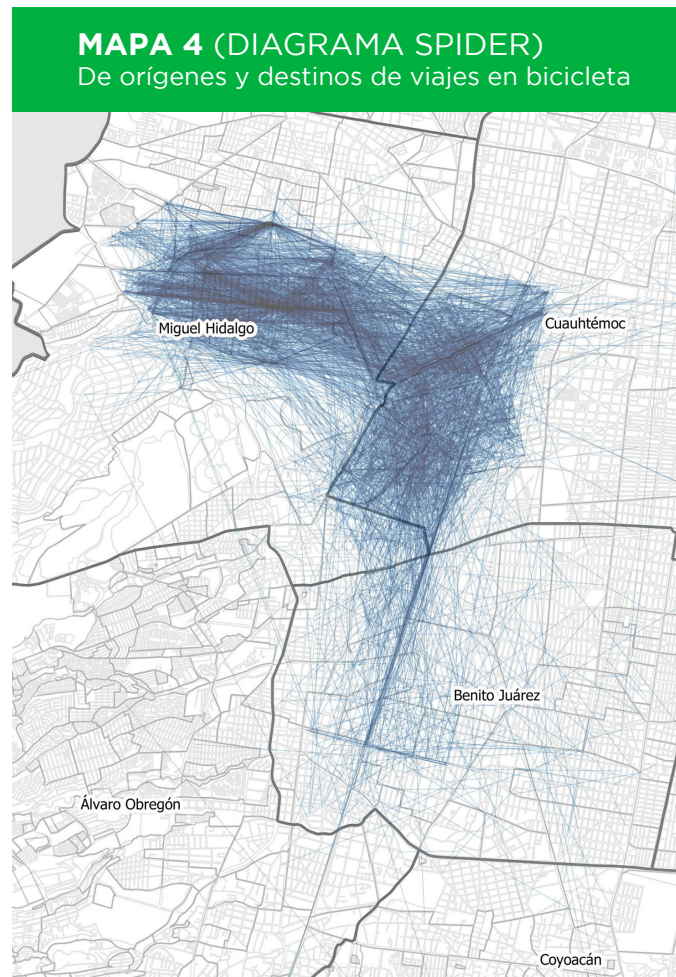 MAPA 4 (DIAGRAMA SPIDER)
De orígenes y destinos de viajes en bicicleta
Miguel Hidalgo
Cuauhtémoc
Benito Juárez
Álvaro Obregón
Coyoacán